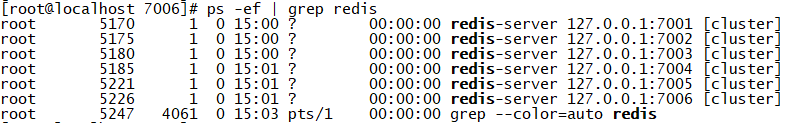 [root@localhost 7006]# ps -ef | grep redis
root 5170 1 0 15:00 ? 00:00:00 redis-server 127.0.0.1:7001 [cluster]
root 5175 1 0 15:00 ? 00:00:00 redis-server 127.0.0.1:7002 [cluster]
root 5180 1 0 15:00 ? 00:00:00 redis-server 127.0.0.1:7003 [cluster]
root 5185 1 0 15:01 ? 00:00:00 redis-server 127.0.0.1:7004 [cluster]
root 5221 1 0 15:01 ? 00:00:00 redis-server 127.0.0.1:7005 [cluster]
root 5226 1 0 15:01 ? 00:00:00 redis-server 127.0.0.1:7006 [cluster]
root 5247 4061 0 15:03 pts/1 00:00:00 grep --color=auto redis